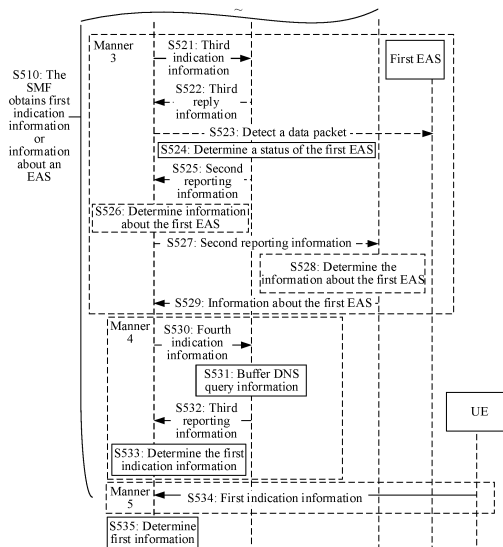 ~
S510: The
SMF
obtains first
indication
information
or
information
about an
EAS
Manner
3
S521: Third
indication
information
First EAS
S522: Third
reply
information
S523: Detect a data packet
S524: Determine a status of the first EAS
S525: Second
reporting
information
S526: Determine information
about the first EAS
S527: Second reporting information
S528: Determine the
information about the first EAS
S529: Information about the first EAS
Manner
4
S530: Fourth
indication
information
S531: Buffer DNS
query information
S532: Third
reporting
information
S533: Determine the first
indication information
UE
Manner
5
S534: First indication information
S535: Determine
first information